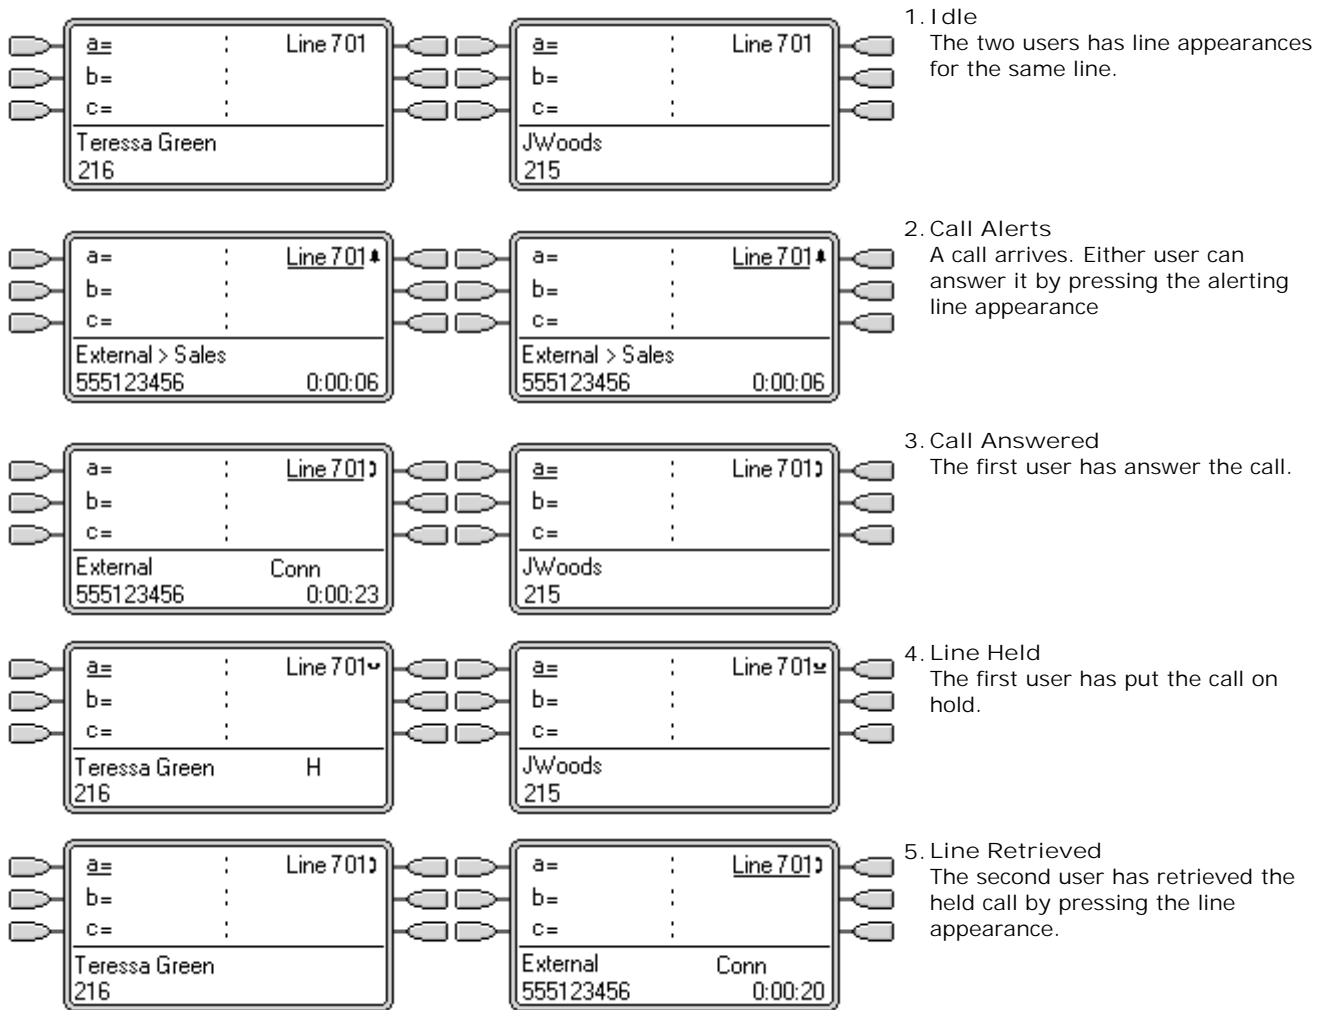 a= : Line 701
b= :
c= :
Teressa Green
216
a= : Line 701
b= :
c= :
JWoods
215
1. Idle
The two users has line appearances
for the same line.
a= : Line 701
b= :
c= :
External > Sales
555123456 0:00:06
a= : Line 701
b= :
c= :
External > Sales
555123456 0:00:06
2. Call Alerts
A call arrives. Either user can
answer it by pressing the alerting
line appearance
a= : Line 701
b= :
c= :
External Conn
555123456 0:00:23
a= : Line 701
b= :
c= :
JWoods
215
3. Call Answered
The first user has answer the call.
a= : Line 701
b= :
c= :
Teressa Green H
216
a= : Line 701
b= :
c= :
JWoods
215
4. Line Held
The first user has put the call on
hold.
a= : Line 701
b= :
c= :
Teressa Green
216
a= : Line 701
b= :
c= :
External Conn
555123456 0:00:20
5. Line Retrieved
The second user has retrieved the
held call by pressing the line
appearance.